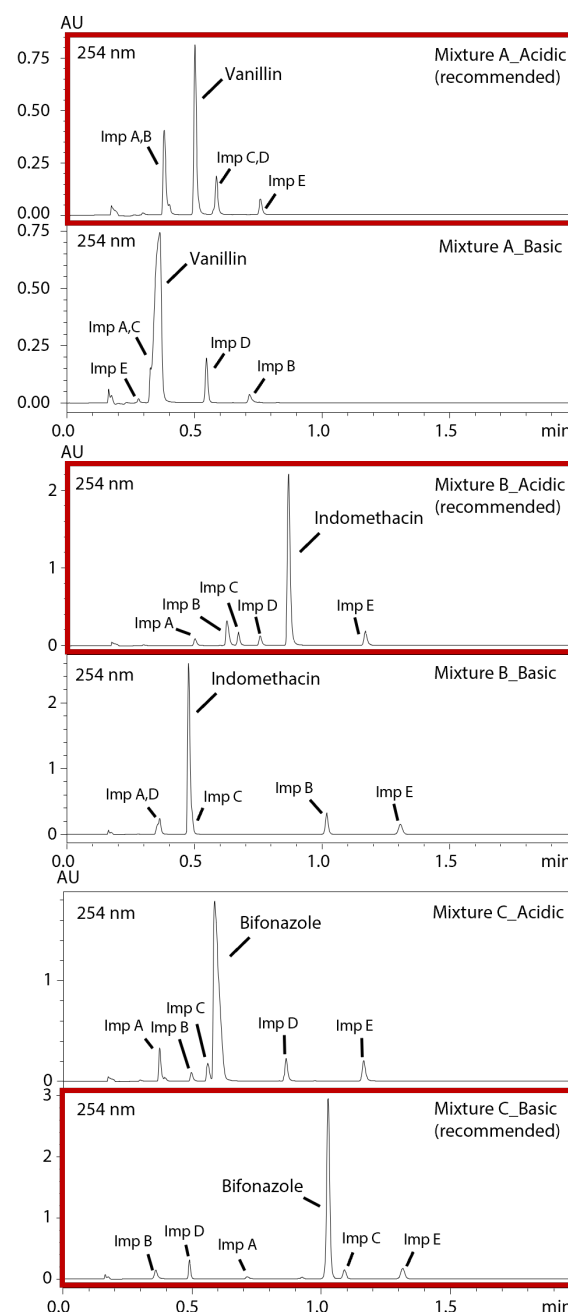 AU
254 nm
Mixture A_Acidic
(recommended)
0.75
Vanillin
0.50
Imp A,B
Imp C,D
0.25
Imp E
0.00
0.75
254 nm
Mixture A_Basic
Vanillin
0.50
Imp A,C
Imp D
0.25
Imp E
Imp B
0.00
0.0 0.5 1.0 1.5 min
AU
254 nm
Mixture B_Acidic
(recommended)
2
Indomethacin
1
Imp C
Imp B
Imp D
Imp E
Imp A
0
254 nm
Mixture B_Basic
Indomethacin
2
Imp A,D
Imp C
Imp B
Imp E
1
0
0.0 0.5 1.0 1.5 min
AU
254 nm
Mixture C_Acidic
Bifonazole
1
Imp C
Imp A
Imp B
Imp D
Imp E
0
3
254 nm
Mixture C_Basic
(recommended)
2
Bifonazole
1
Imp B
Imp D
Imp A
Imp C
Imp E
0
0.0 0.5 1.0 1.5 min